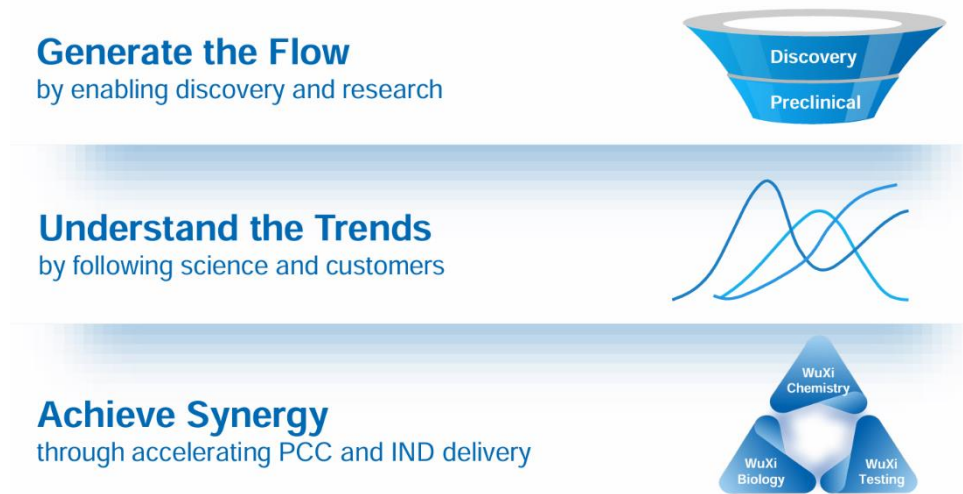 Generate the Flow
by enabling discovery and research
Discovery
Preclinical
Understand the Trends
by following science and customers
Achieve Synergy
through accelerating PCC and IND delivery
WuXi
Chemistry
WuXi
Biology
WuXi
Testing